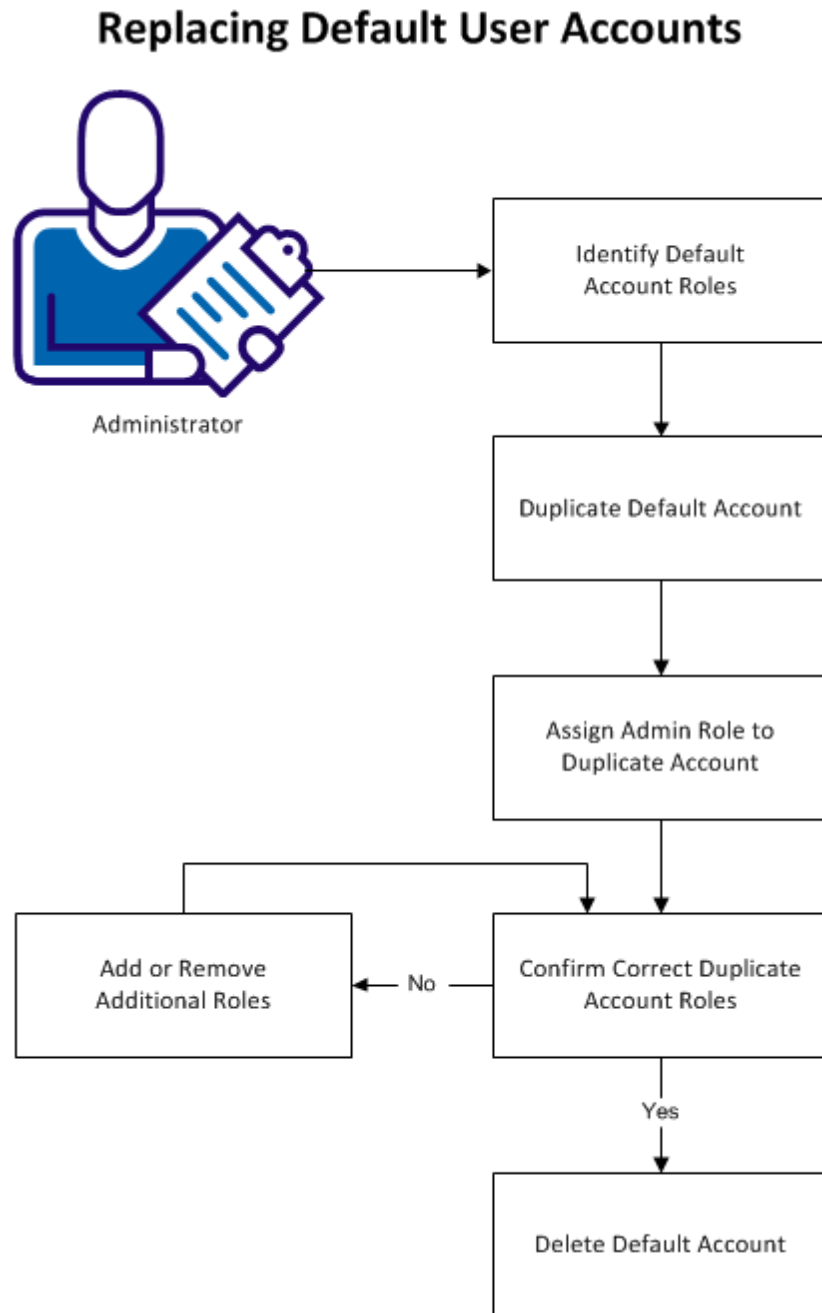 Replacing Default User Accounts
Identify Default
Account Roles
Administrator
Duplicate Default Account
Assign Admin Role to
Duplicate Account
Add or Remove
Additional Roles
No
Confirm Correct Duplicate
Account Roles
Yes
Delete Default Account